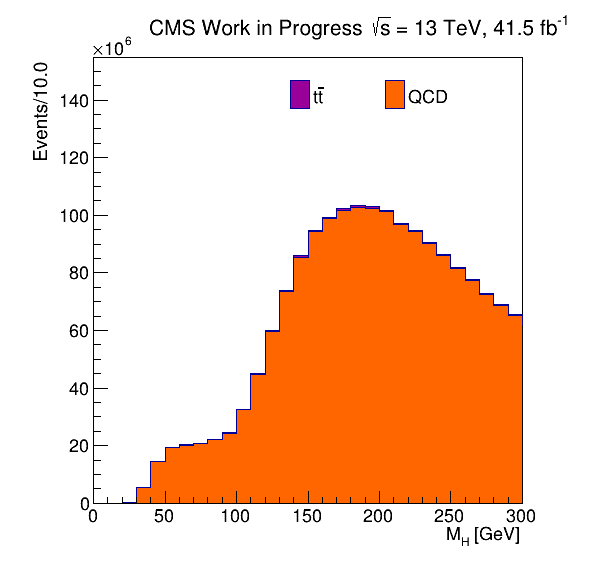 CMS Work in Progress √s = 13 TeV, 41.5 fb⁻¹
×10⁶
Events/10.0
tt̄
QCD
140
120
100
80
60
40
20
0
0 50 100 150 200 250 300
M_H [GeV]